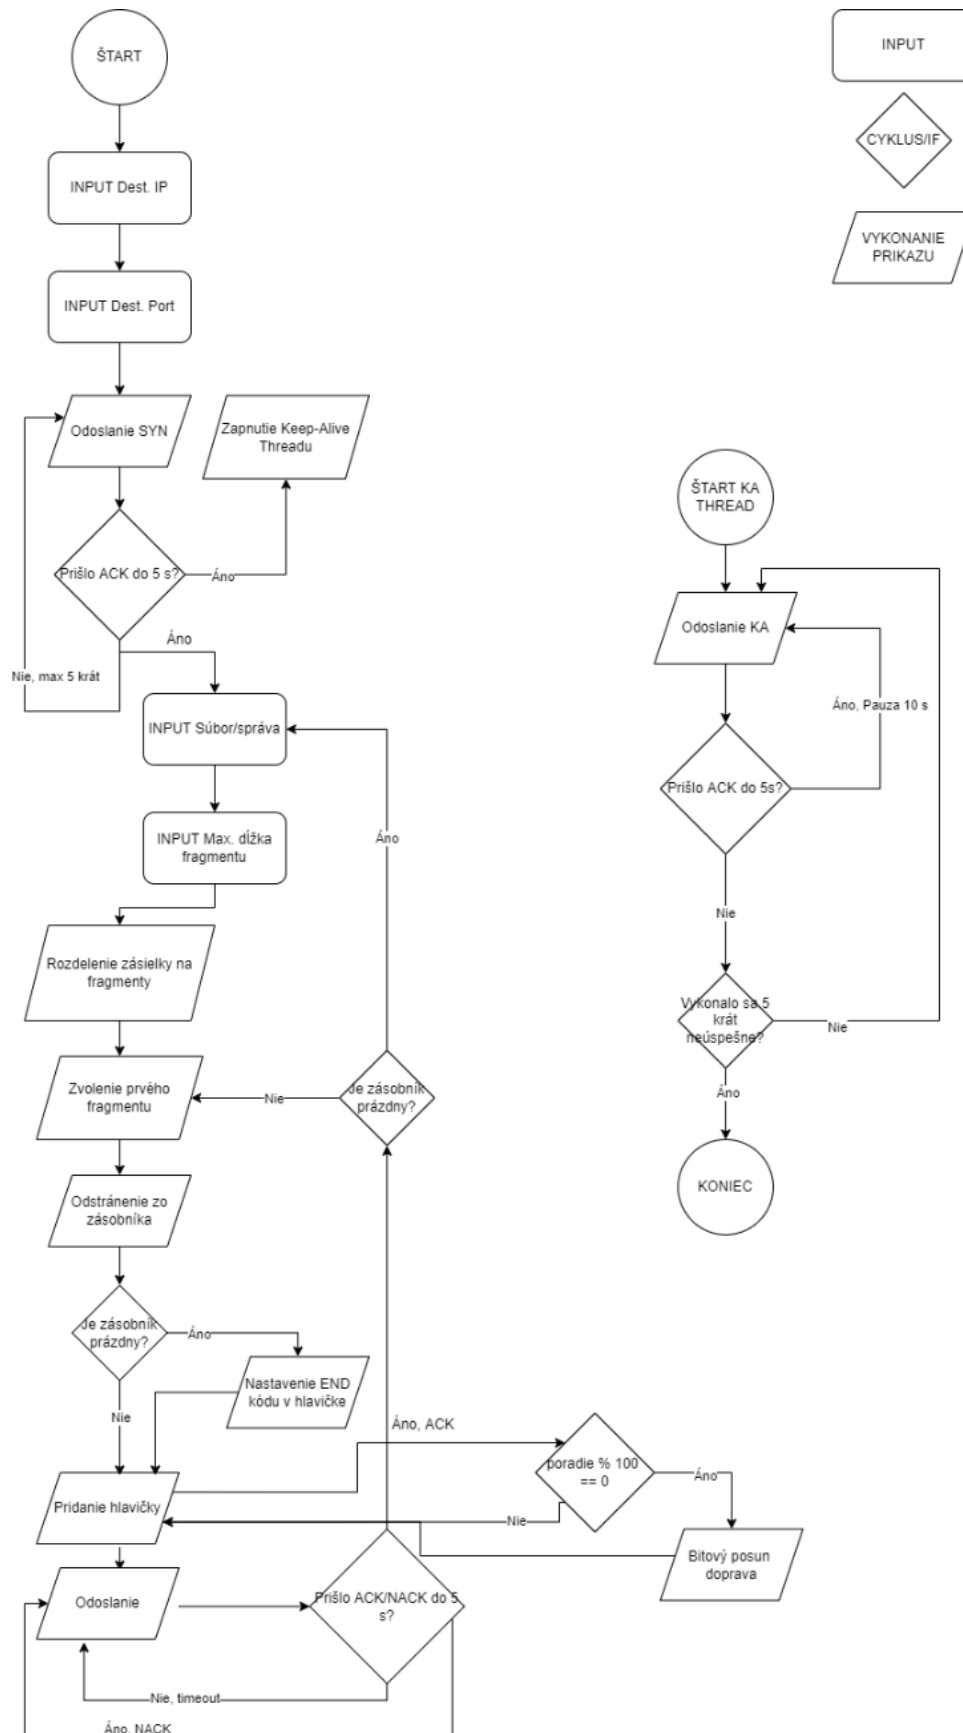 ŠTART
INPUT
INPUT Dest. IP
CYKLUS/IF
VYKONANIE
PRIKAZU
INPUT Dest. Port
Odoslanie SYN
Zapnutie Keep-Alive
Threadu
Prišlo ACK do 5 s?
Áno
Áno
Nie, max 5 krát
INPUT Súbor/správa
INPUT Max. dĺžka
fragmentu
Áno
Rozdelenie zásielky na
fragmenty
Zvolenie prvého
fragmentu
Nie
Je zásobník
prázdny?
Odstránenie zo
zásobníka
Je zásobník
prázdny?
Áno
Nastavenie END
kódu v hlavičke
Nie
Áno, ACK
poradie % 100
== 0
Áno
Pridanie hlavičky
Nie
Bitový posun
doprava
Odoslanie
Prišlo ACK/NACK do 5
s?
Nie, timeout
Áno, NACK
ŠTART KA
THREAD
Odoslanie KA
Áno, Pauza 10 s
Prišlo ACK do 5s?
Nie
Vykonalo sa 5
krát
neúspešne?
Nie
Áno
KONIEC